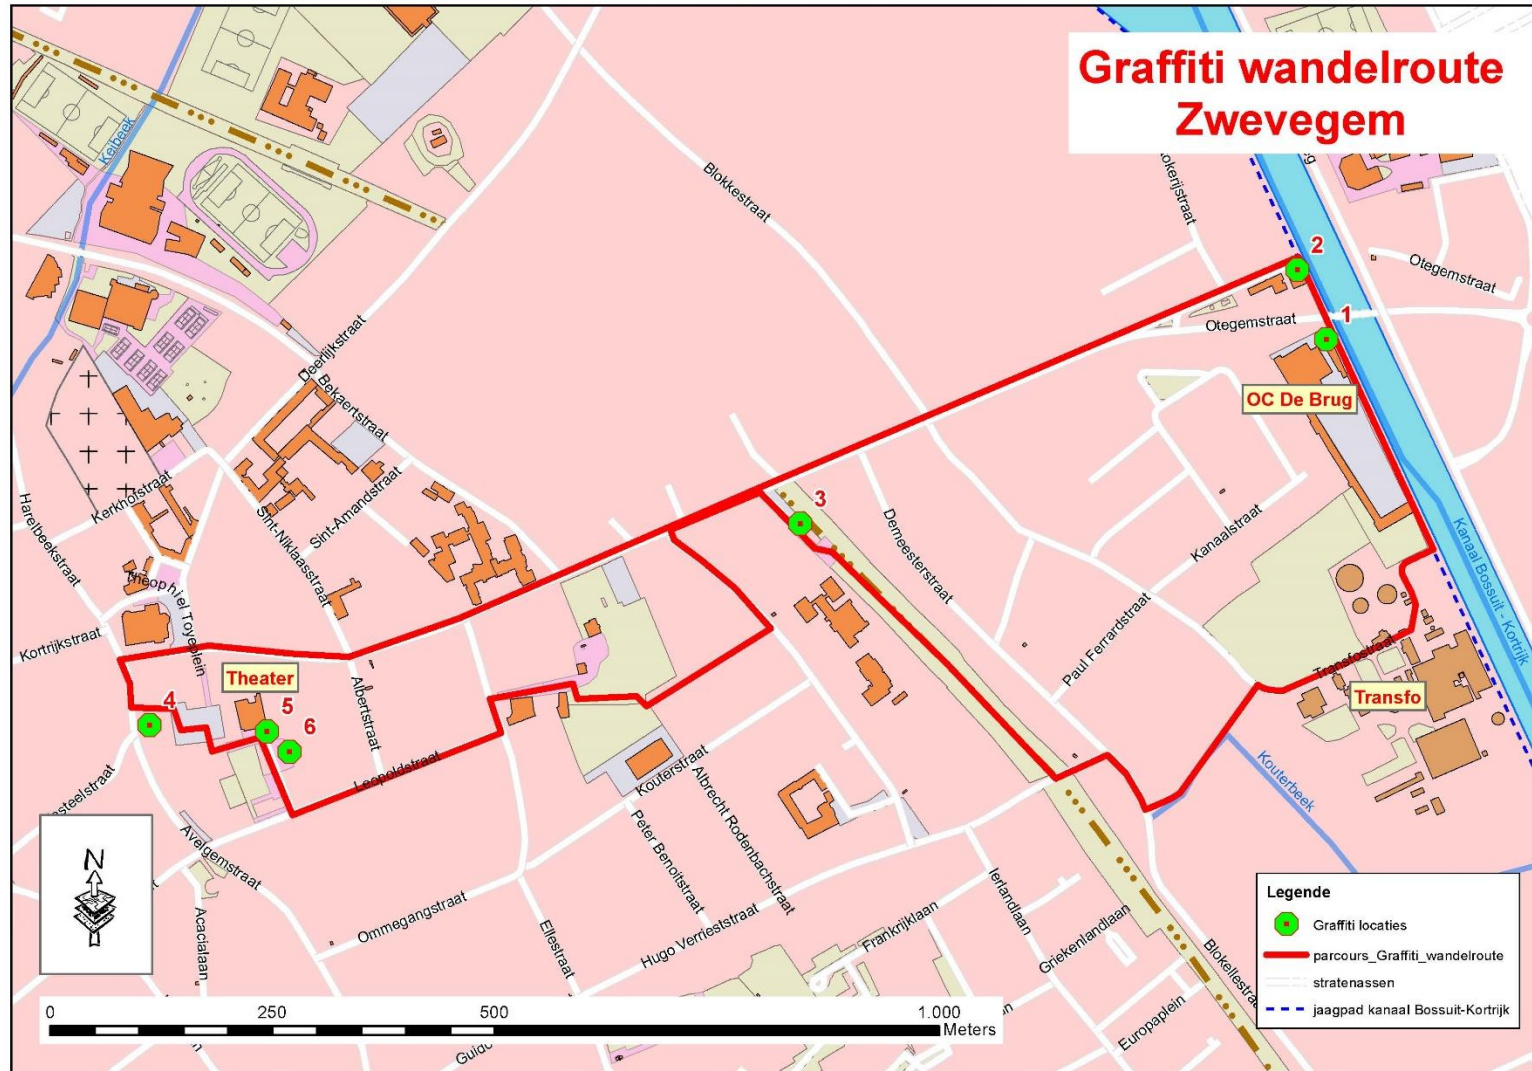 Graffiti wandelroute
Zwevegem
Keibeek
Blokkestraat
Otegemstraat
2
1
Otegemstraat
OC De Brug
Deerlijkstraat
Bekaertstraat
Kerkhofstraat
Sint-Amandstraat
Sint-Niklaasstraat
Harelbeekstraat
Theophiel Toyeplein
Kortrijkstraat
3
Demeesterstraat
Kanaalstraat
Kanaal Bossuit - Kortrijk
Paul Ferrardstraat
Transfostraat
Transfo
Theater
4
5
6
Albertstraat
Leopoldstraat
Kouterstraat
Albrecht Rodenbachstraat
Peter Benoitstraat
Kouterbeek
Avelgemstraat
Acacialaan
Ommegangstraat
Ellestraat
Hugo Verrieststraat
Frankrijklaan
Ierlandlaan
Griekenlandlaan
Europaplein
N
Legende
Graffiti locaties
parcours_Graffiti_wandelroute
stratenassen
jaagpad kanaal Bossuit-Kortrijk
0 250 500 1.000
Meters